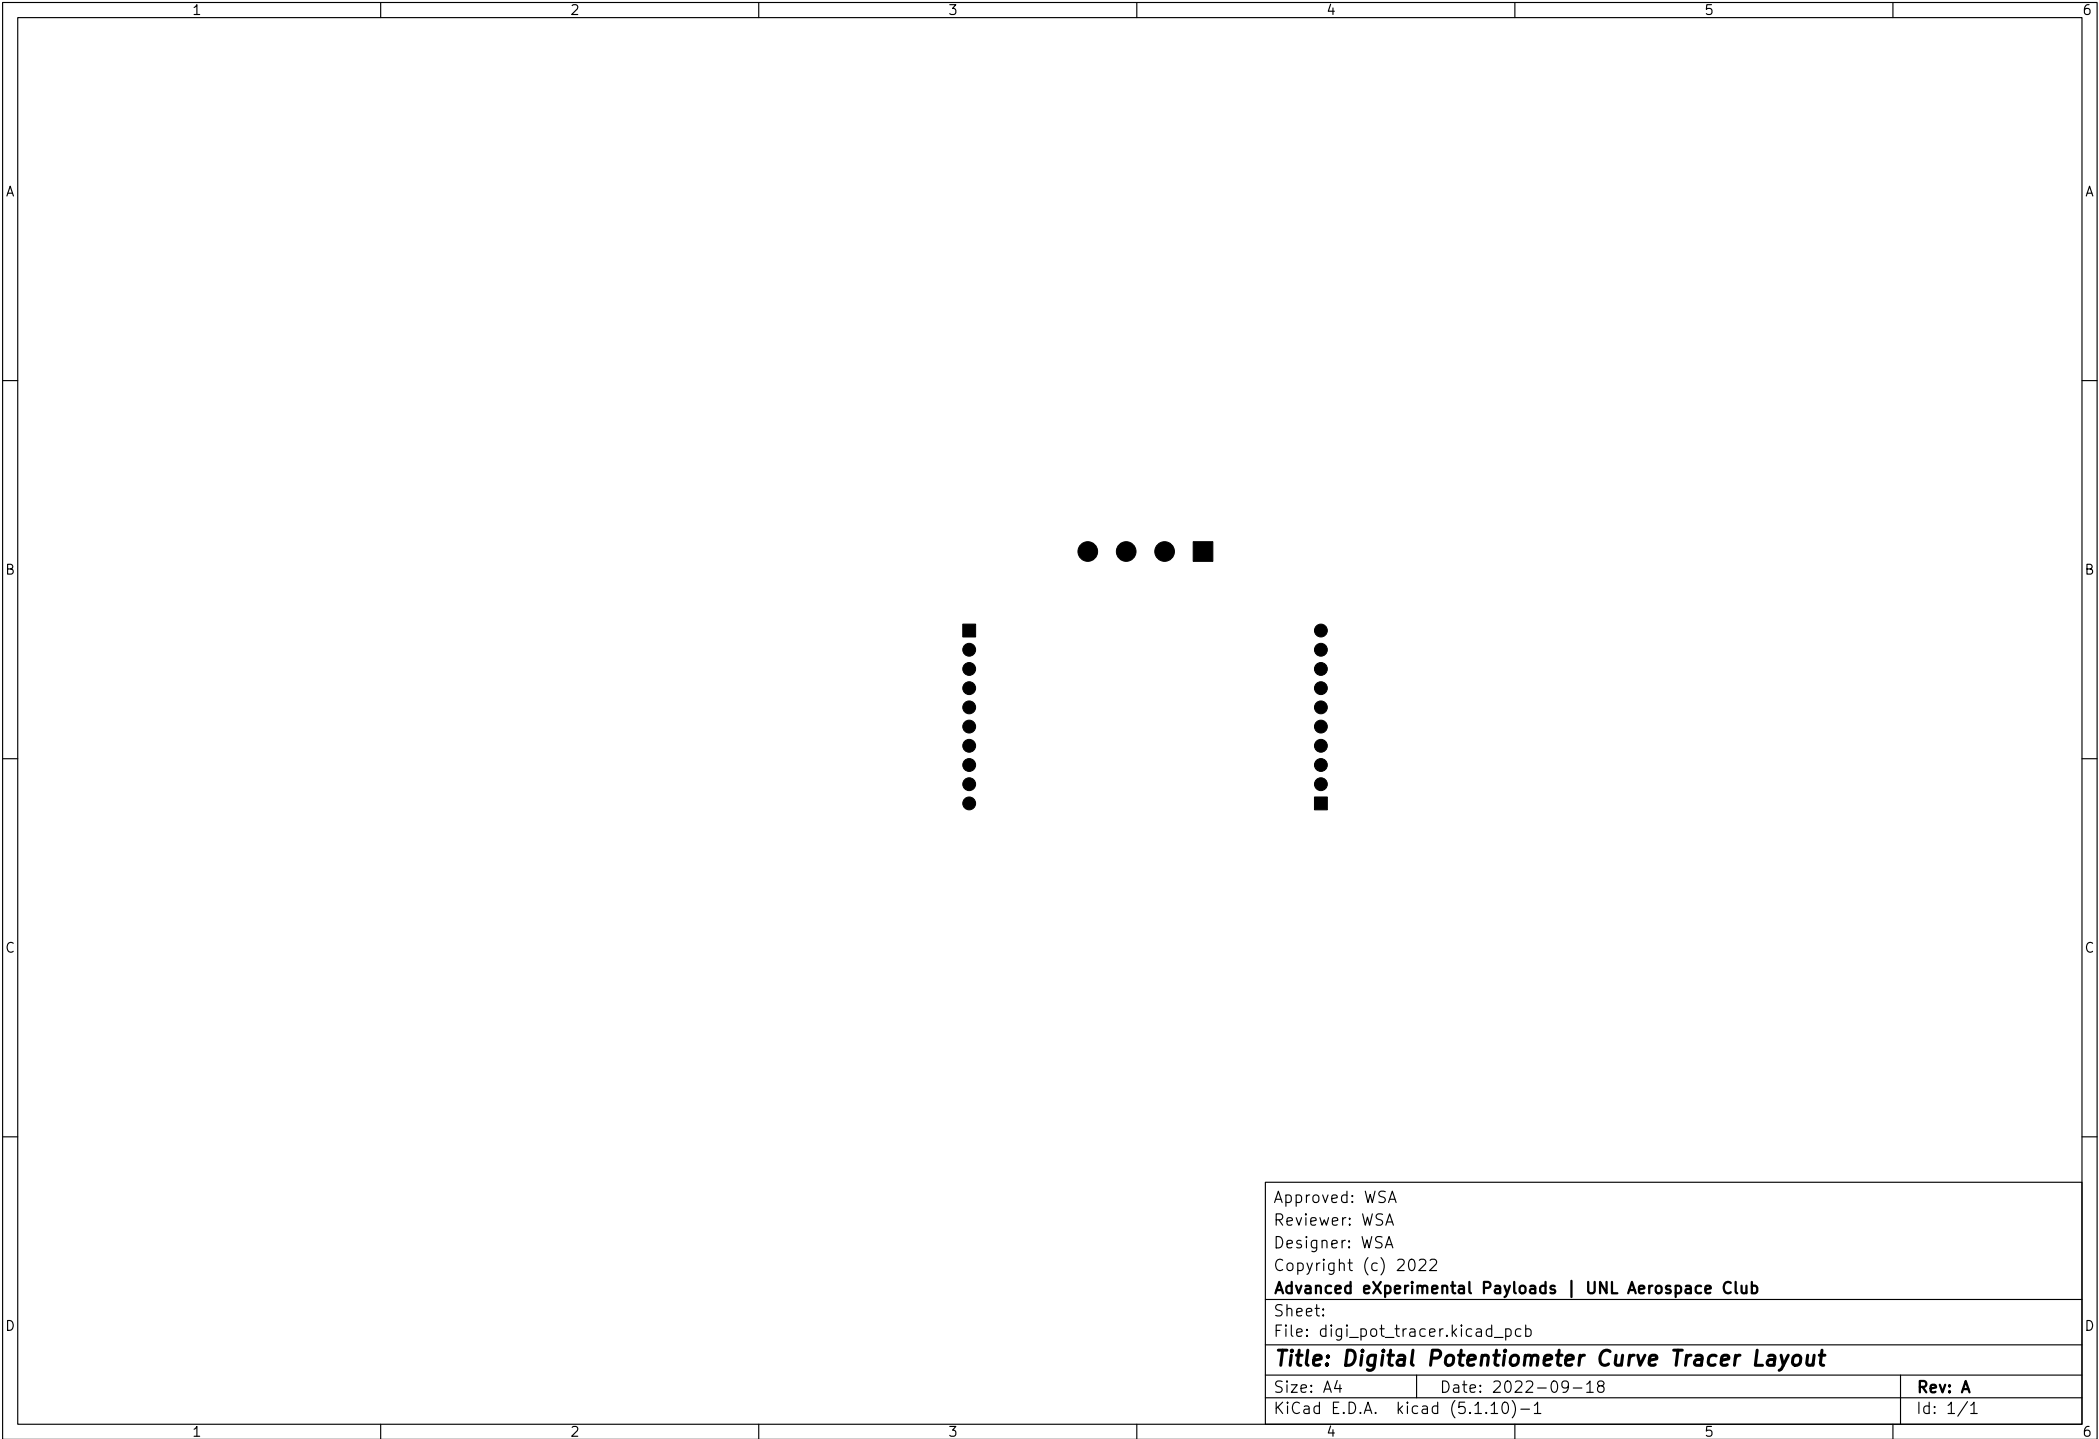 1 2 3 4 5 6
A A
B B
C C
Approved: WSA
Reviewer: WSA
Designer: WSA
Copyright (c) 2022
Advanced eXperimental Payloads | UNL Aerospace Club
Sheet:
D D
File: digi_pot_tracer.kicad_pcb
Title: Digital Potentiometer Curve Tracer Layout
Size: A4 Date: 2022-09-18 Rev: A
KiCad E.D.A. kicad (5.1.10)-1 Id: 1/1
1 2 3 4 5 6